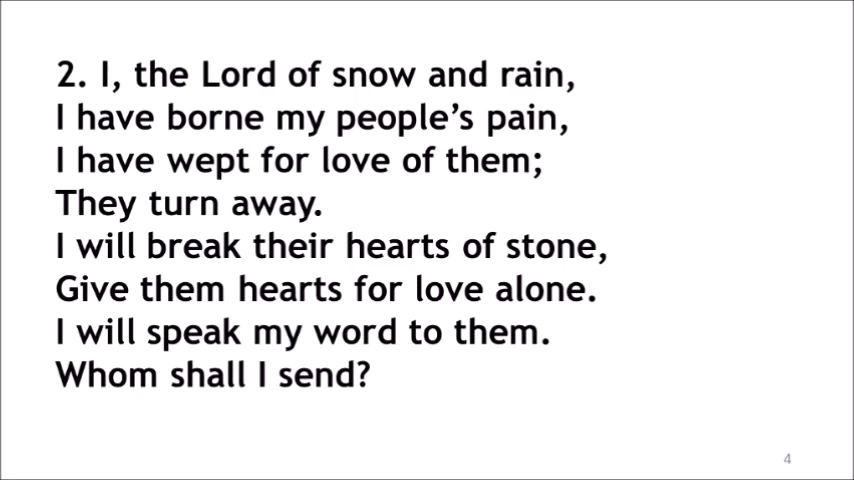 2. I, the Lord of snow and rain,
I have borne my people’s pain,
I have wept for love of them;
They turn away.
I will break their hearts of stone,
Give them hearts for love alone.
I will speak my word to them.
Whom shall I send?
4